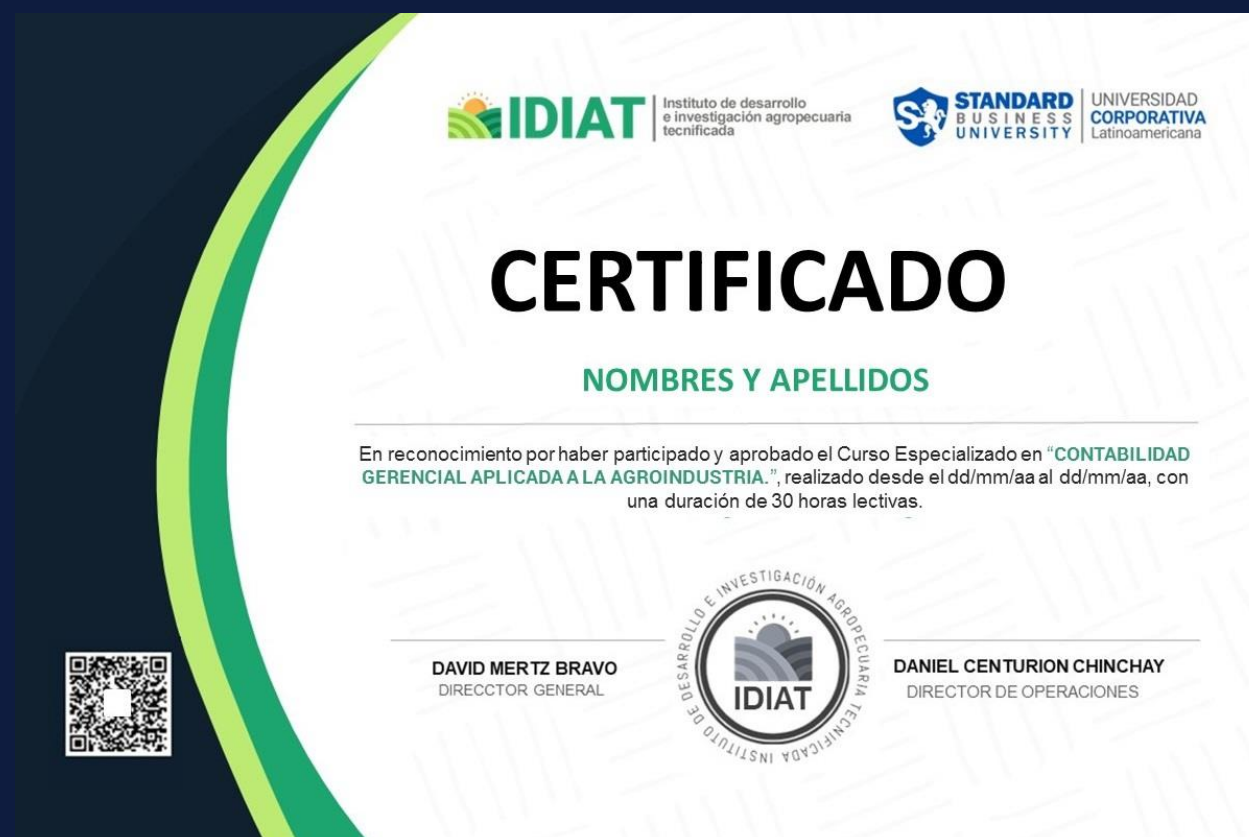 IDIAT
Instituto de desarrollo
e investigación agropecuaria
tecnificada
STANDARD
BUSINESS
UNIVERSITY
UNIVERSIDAD
CORPORATIVA
Latinoamericana
CERTIFICADO
NOMBRES Y APELLIDOS
En reconocimiento por haber participado y aprobado el Curso Especializado en “CONTABILIDAD
GERENCIAL APLICADA A LA AGROINDUSTRIA.”, realizado desde el dd/mm/aa al dd/mm/aa, con
una duración de 30 horas lectivas.
DAVID MERTZ BRAVO
DIRECCTOR GENERAL
INSTITUTO DE DESARROLLO E INVESTIGACIÓN AGROPECUARIA TECNIFICADA
IDIAT
DANIEL CENTURION CHINCHAY
DIRECTOR DE OPERACIONES